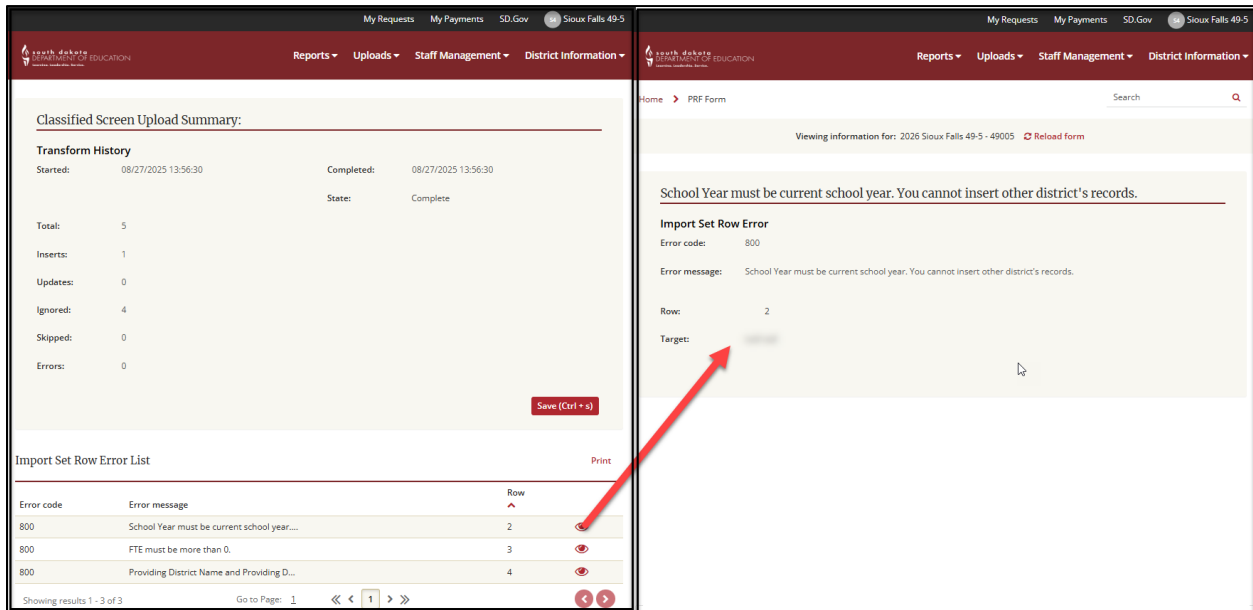 My Requests My Payments SD.Gov S4 Sioux Falls 49-5
south dakota
DEPARTMENT OF EDUCATION
Learning. Leadership. Service.
Reports Uploads Staff Management District Information
Classified Screen Upload Summary:
Transform History
Started: 08/27/2025 13:56:30 Completed: 08/27/2025 13:56:30
State: Complete
Total: 5
Inserts: 1
Updates: 0
Ignored: 4
Skipped: 0
Errors: 0
Save (Ctrl + s)
Import Set Row Error List Print
Error code Error message Row
800 School Year must be current school year.... 2
800 FTE must be more than 0. 3
800 Providing District Name and Providing D... 4
Showing results 1 - 3 of 3 Go to Page: 1 1
My Requests My Payments SD.Gov S4 Sioux Falls 49-5
south dakota
DEPARTMENT OF EDUCATION
Learning. Leadership. Service.
Reports Uploads Staff Management District Information
Home PRF Form Search
Viewing information for: 2026 Sioux Falls 49-5 - 49005 Reload form
School Year must be current school year. You cannot insert other district's records.
Import Set Row Error
Error code: 800
Error message: School Year must be current school year. You cannot insert other district's records.
Row: 2
Target: